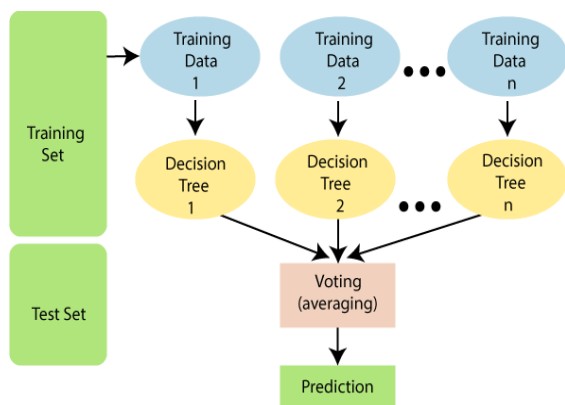 Training
Set
Training
Data
1
Training
Data
2
Training
Data
n
Decision
Tree
1
Decision
Tree
2
Decision
Tree
n
Test Set
Voting
(averaging)
Prediction